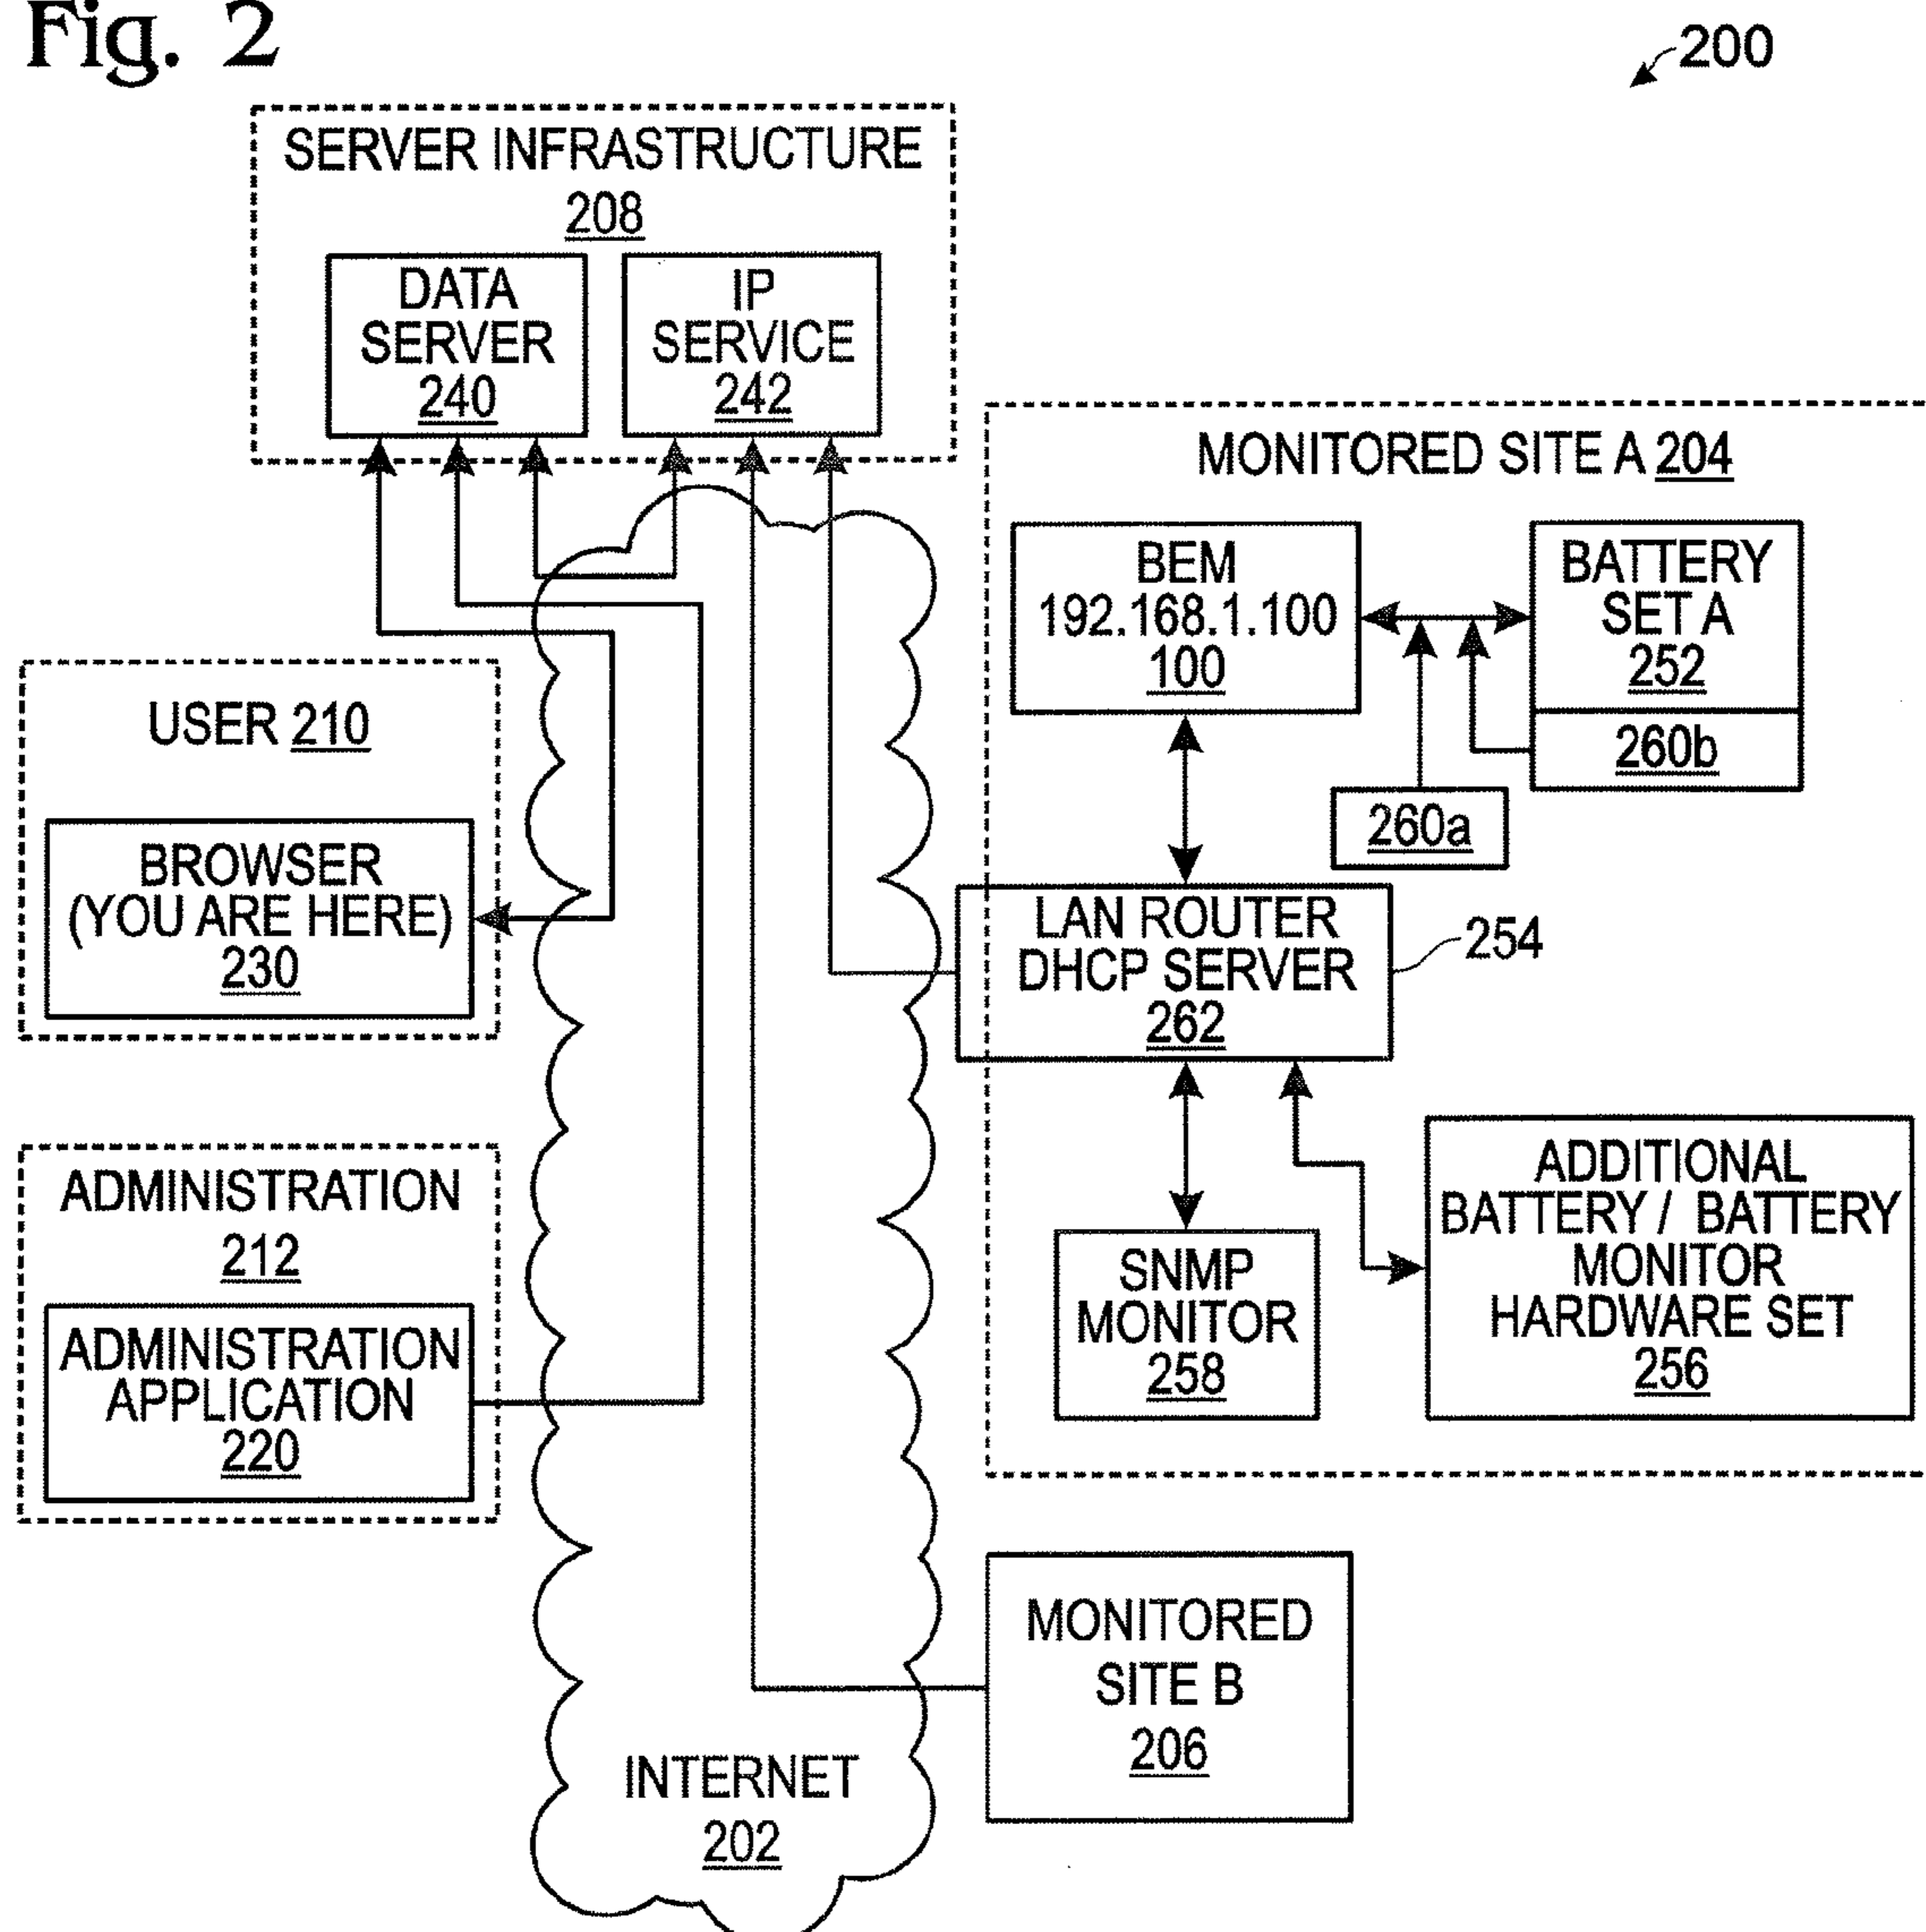 Fig. 2
200
SERVER INFRASTRUCTURE
208
DATA
SERVER
240
IP
SERVICE
242
MONITORED SITE A 204
BEM
192.168.1.100
100
BATTERY
SET A
252
260b
260a
USER 210
BROWSER
(YOU ARE HERE)
230
LAN ROUTER
DHCP SERVER
262
254
ADMINISTRATION
212
ADMINISTRATION
APPLICATION
220
SNMP
MONITOR
258
ADDITIONAL
BATTERY / BATTERY
MONITOR
HARDWARE SET
256
MONITORED
SITE B
206
INTERNET
202